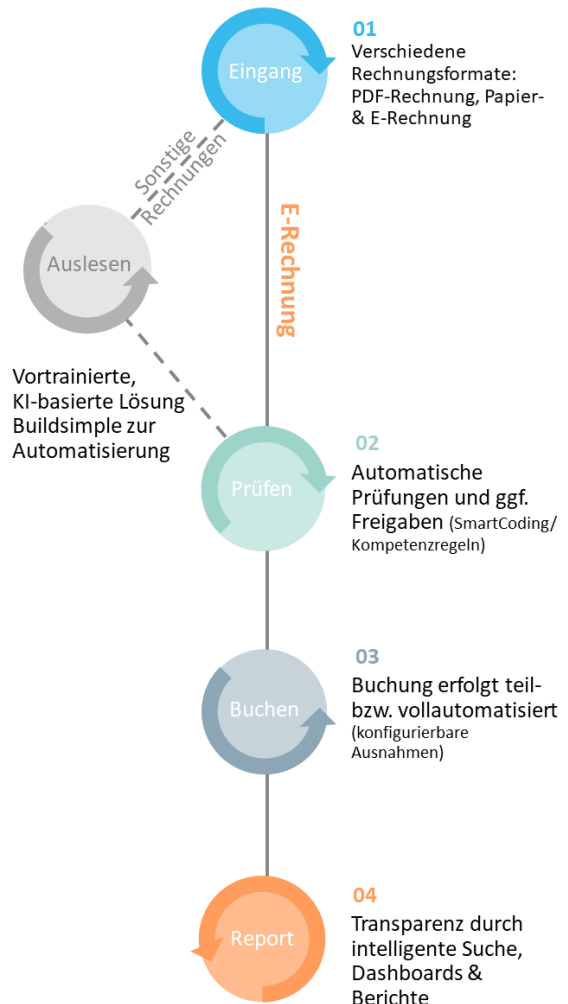 Eingang
01
Verschiedene
Rechnungsformate:
PDF-Rechnung, Papier-
& E-Rechnung
Sonstige
Rechnungen
E-Rechnung
Auslesen
Vortrainierte,
KI-basierte Lösung
Buildsimple zur
Automatisierung
Prüfen
02
Automatische
Prüfungen und ggf.
Freigaben (SmartCoding/
Kompetenzregeln)
Buchen
03
Buchung erfolgt teil-
bzw. vollautomatisiert
(konfigurierbare
Ausnahmen)
Report
04
Transparenz durch
intelligente Suche,
Dashboards &
Berichte